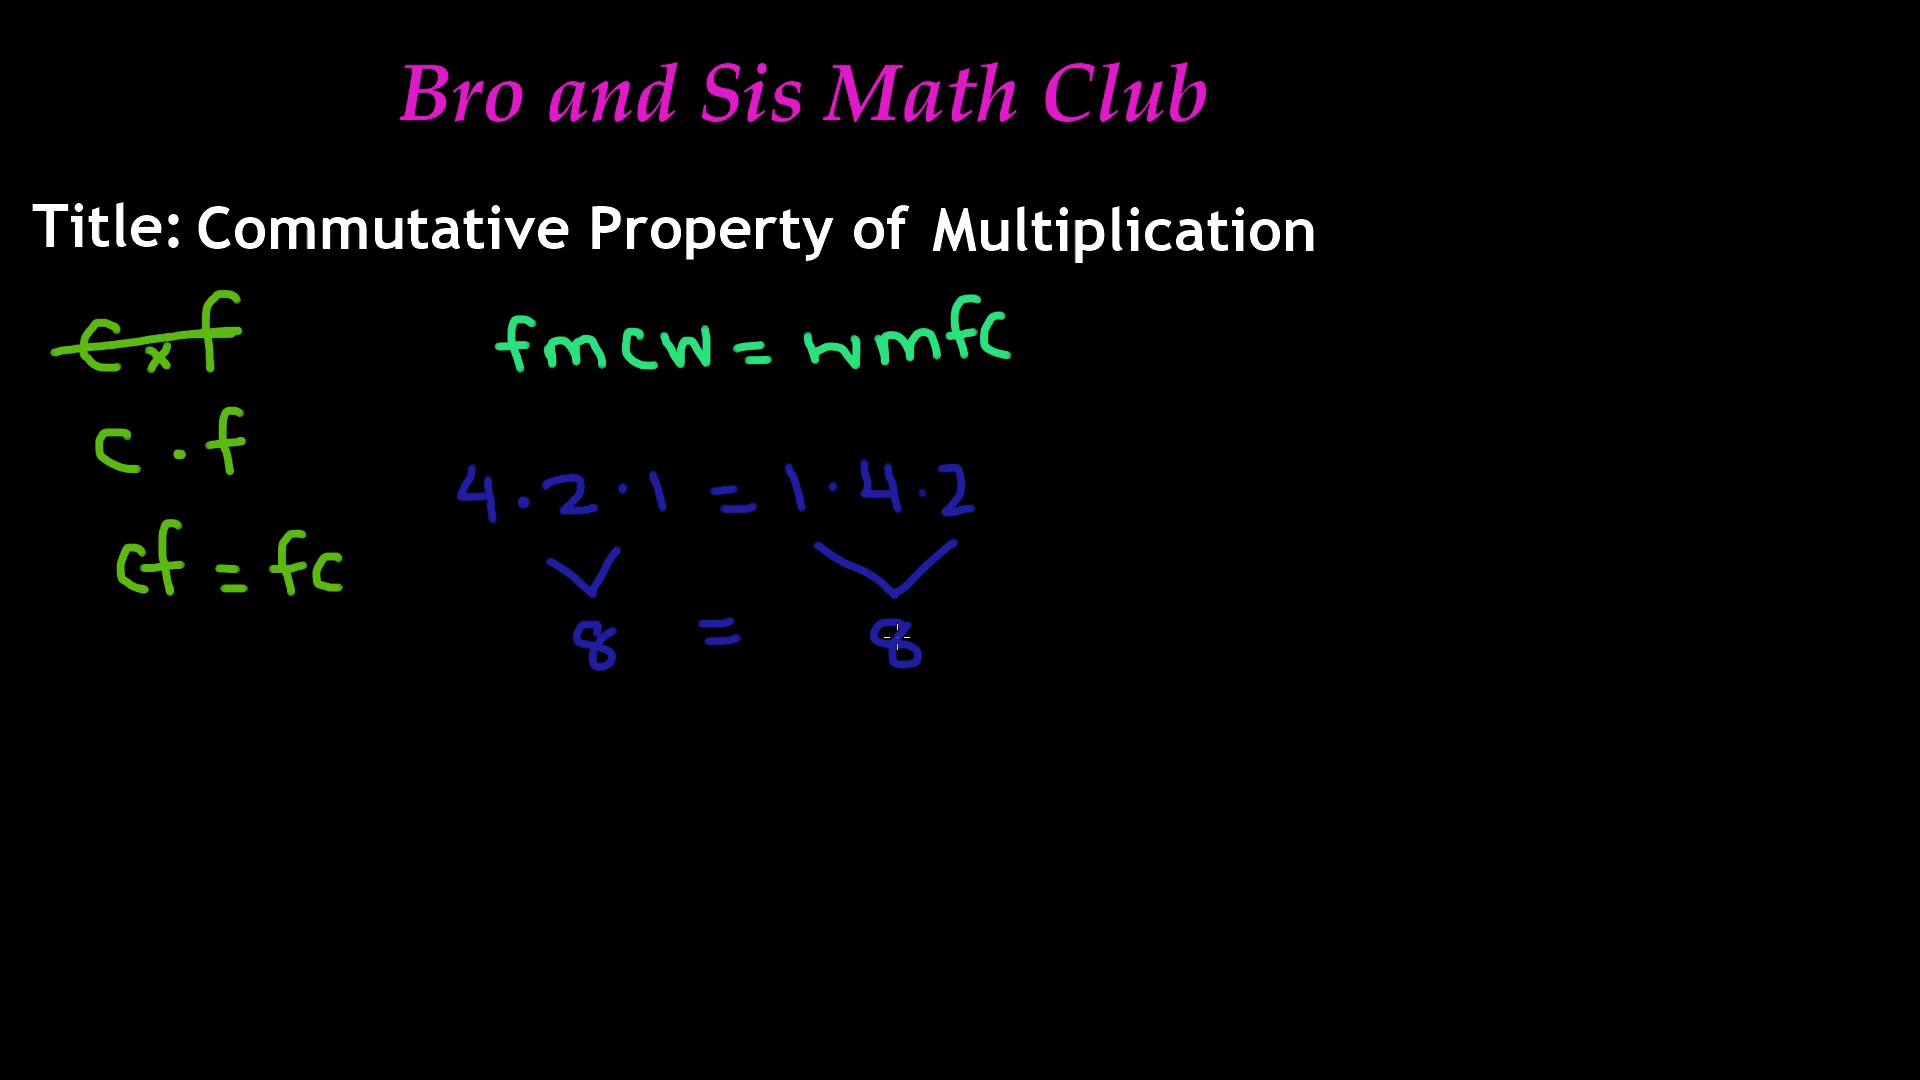 Bro and Sis Math Club
Title: Commutative Property of Multiplication
c x f
c . f
cf = fc
fmcw = wmfc
4 · 2 · 1 = 1 · 4 · 2
8 = 8